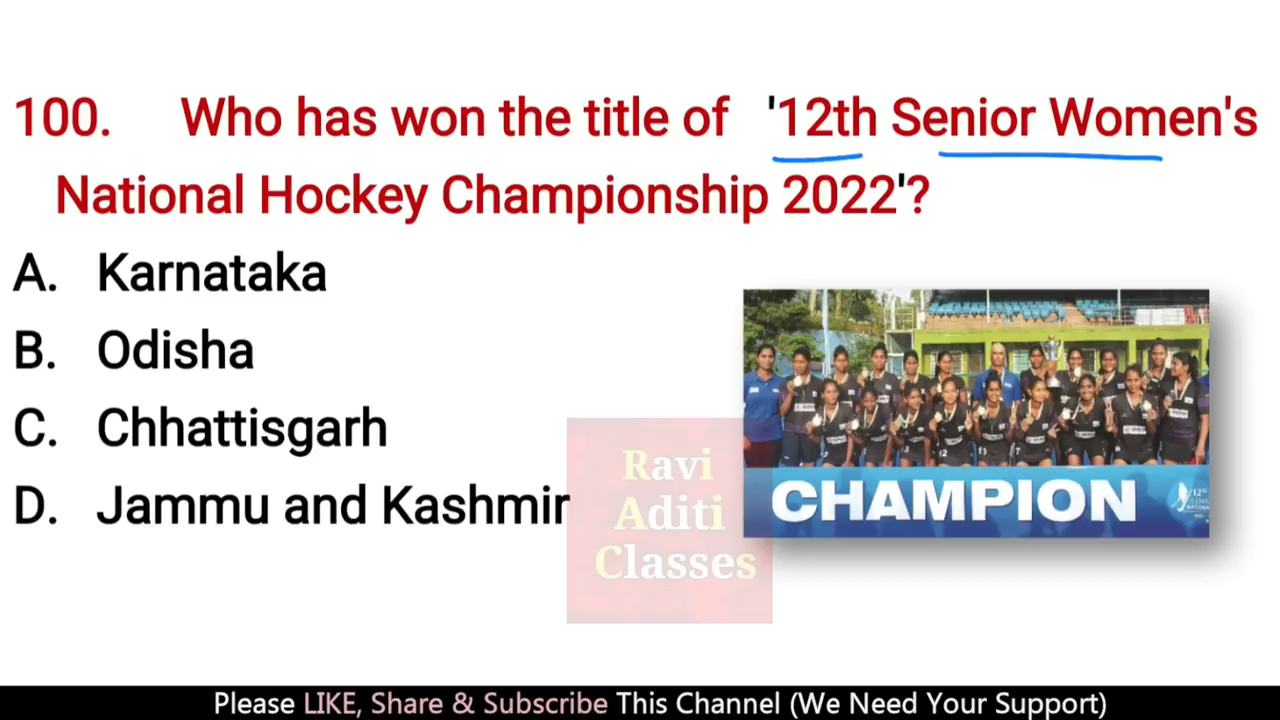 100. Who has won the title of '12th Senior Women's
National Hockey Championship 2022'?
A. Karnataka
B. Odisha
C. Chhattisgarh
D. Jammu and Kashmir
Ravi
Aditi
Classes
CHAMPION
12th
Please LIKE, Share & Subscribe This Channel (We Need Your Support)